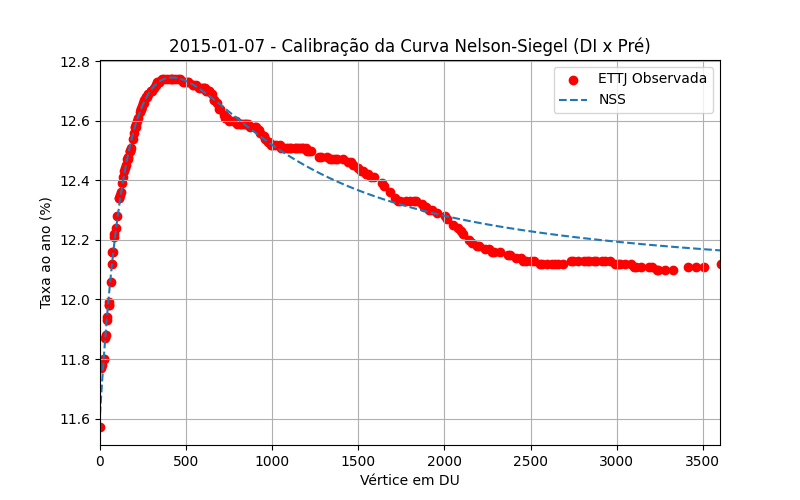 2015-01-07 - Calibração da Curva Nelson-Siegel (DI x Pré)
ETTJ Observada
NSS
Taxa ao ano (%)
12.8
12.6
12.4
12.2
12.0
11.8
11.6
0 500 1000 1500 2000 2500 3000 3500
Vértice em DU